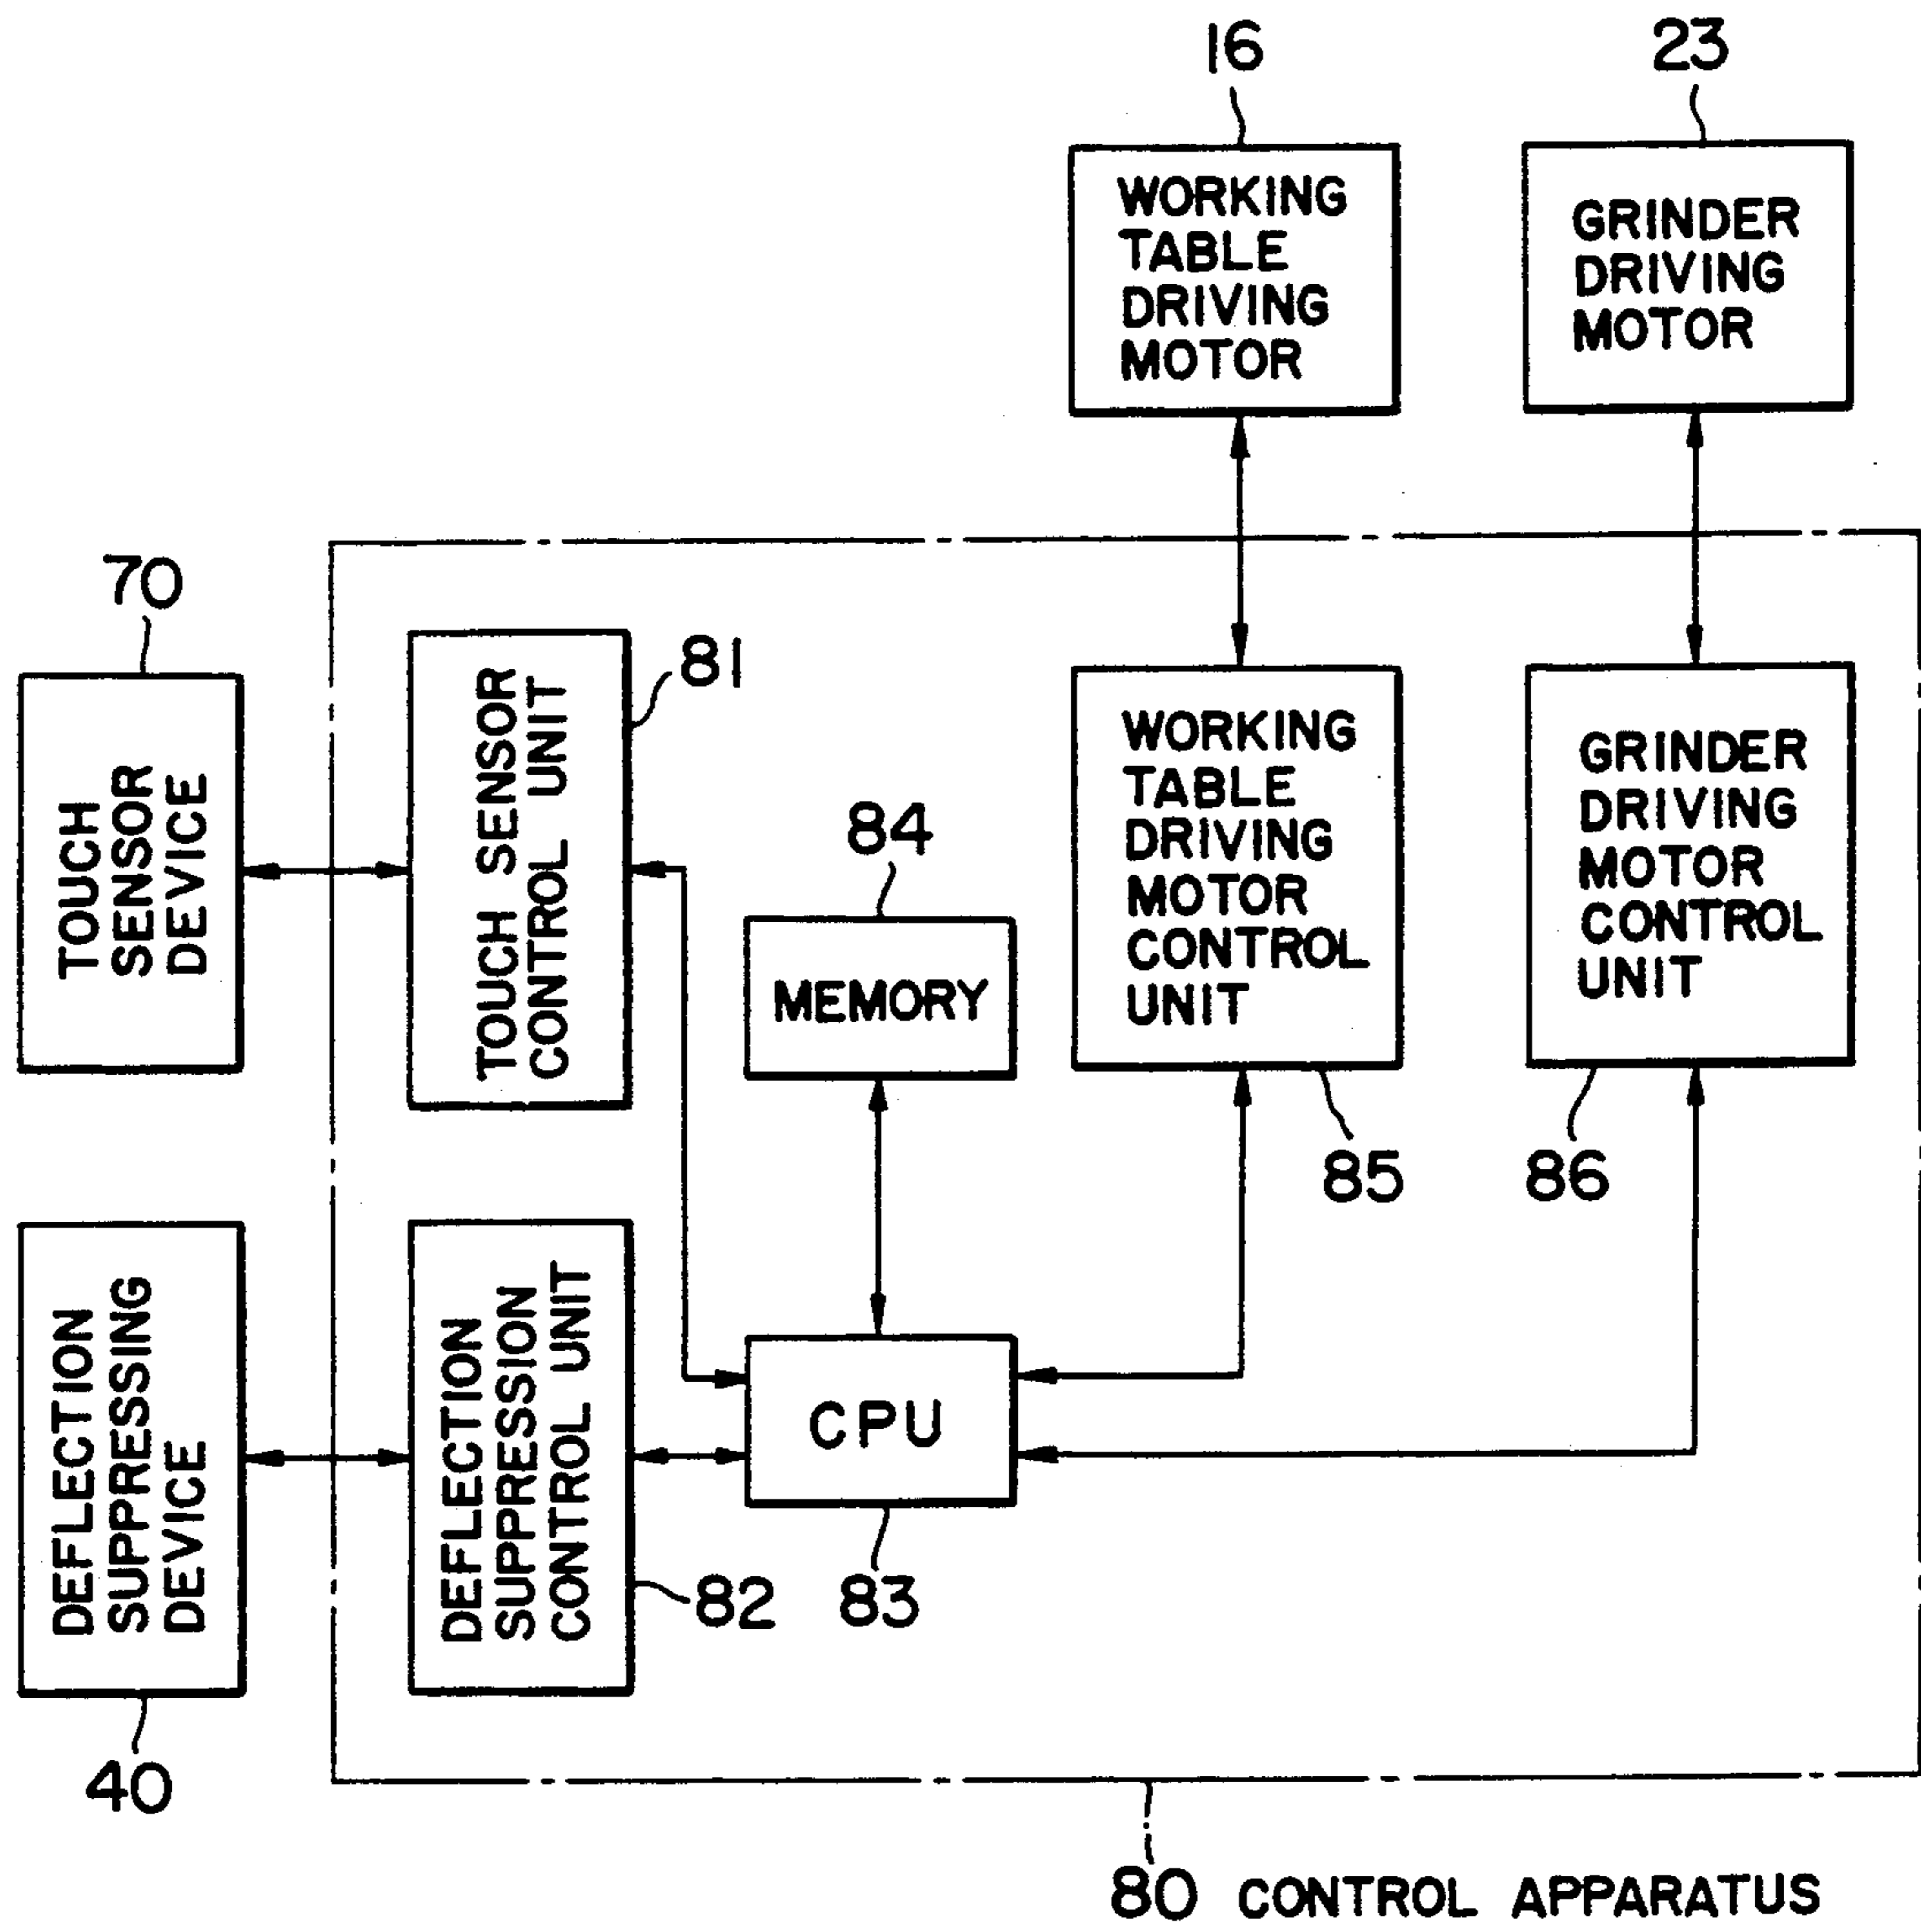 16
23
WORKING
TABLE
DRIVING
MOTOR
GRINDER
DRIVING
MOTOR
70
TOUCH
SENSOR
DEVICE
81
TOUCH SENSOR
CONTROL UNIT
84
MEMORY
WORKING
TABLE
DRIVING
MOTOR
CONTROL
UNIT
85
GRINDER
DRIVING
MOTOR
CONTROL
UNIT
86
DEFLECTION
SUPPRESSING
DEVICE
40
DEFLECTION
SUPPRESSION
CONTROL UNIT
82
CPU
83
80 CONTROL APPARATUS